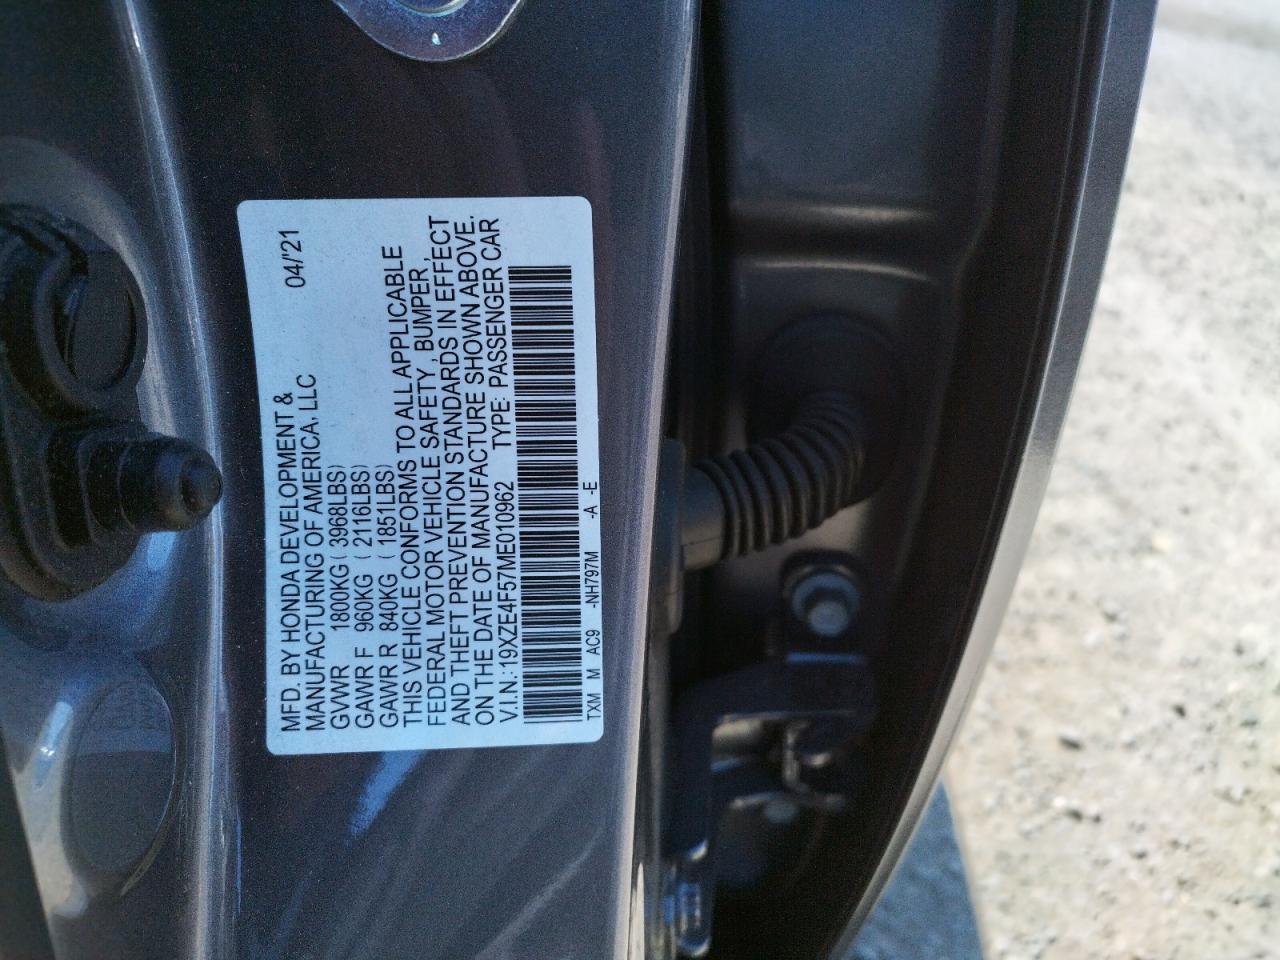 MFD. BY HONDA DEVELOPMENT &
MANUFACTURING OF AMERICA, LLC 04/'21
GVWR 1800KG (3968LBS)
GAWR F 960KG ( 2116LBS)
GAWR R 840KG ( 1851LBS)
THIS VEHICLE CONFORMS TO ALL APPLICABLE
FEDERAL MOTOR VEHICLE SAFETY, BUMPER,
AND THEFT PREVENTION STANDARDS IN EFFECT
ON THE DATE OF MANUFACTURE SHOWN ABOVE.
V.I.N.: 19XZE4F57ME010962 TYPE: PASSENGER CAR
TXM M AC9 -NH797M -A -E